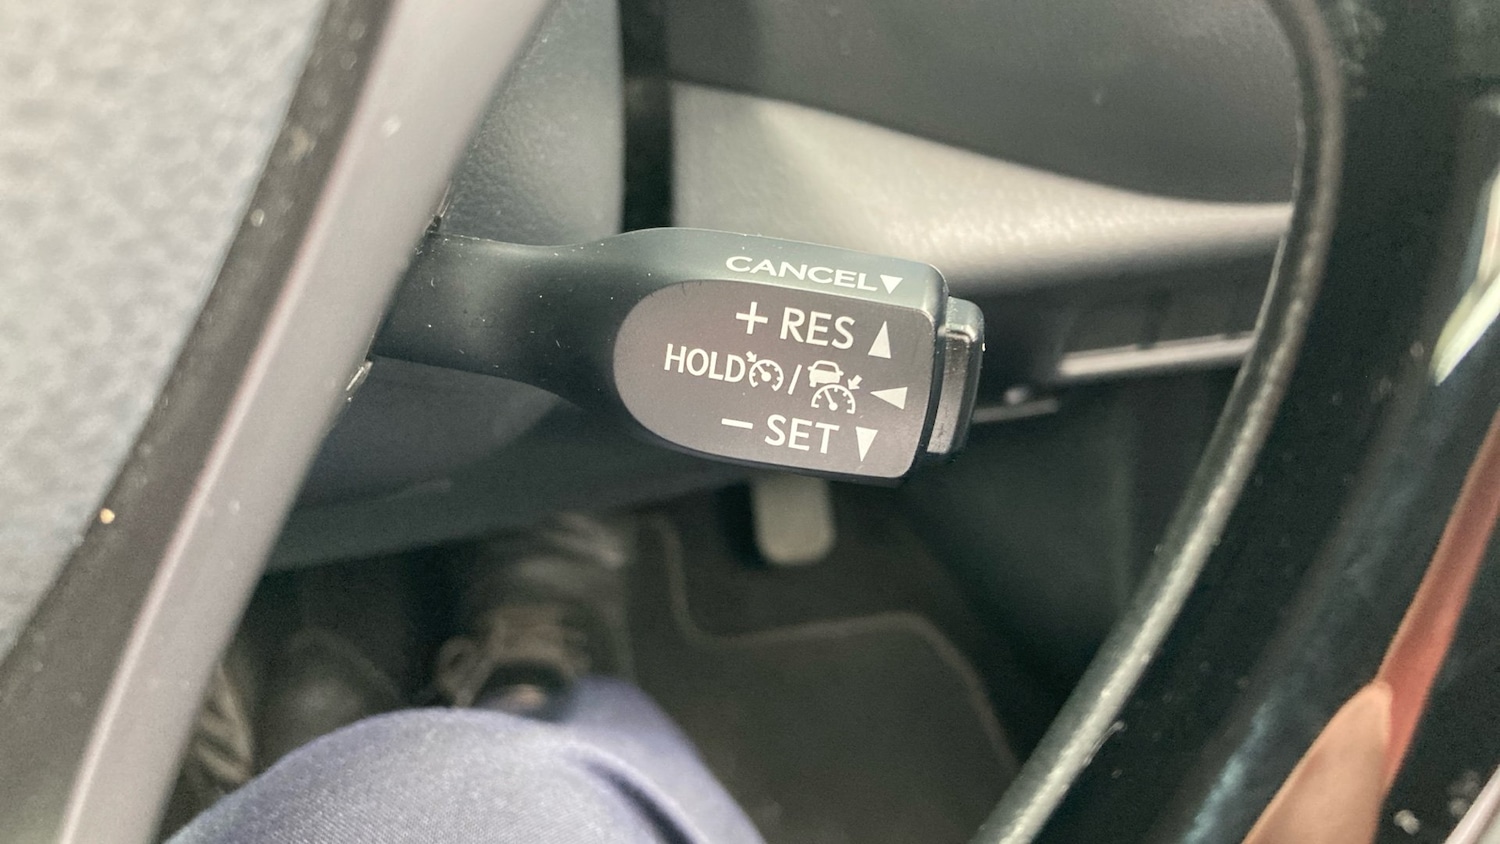 CANCEL▼
+ RES ▲
HOLD / ◀
− SET ▼